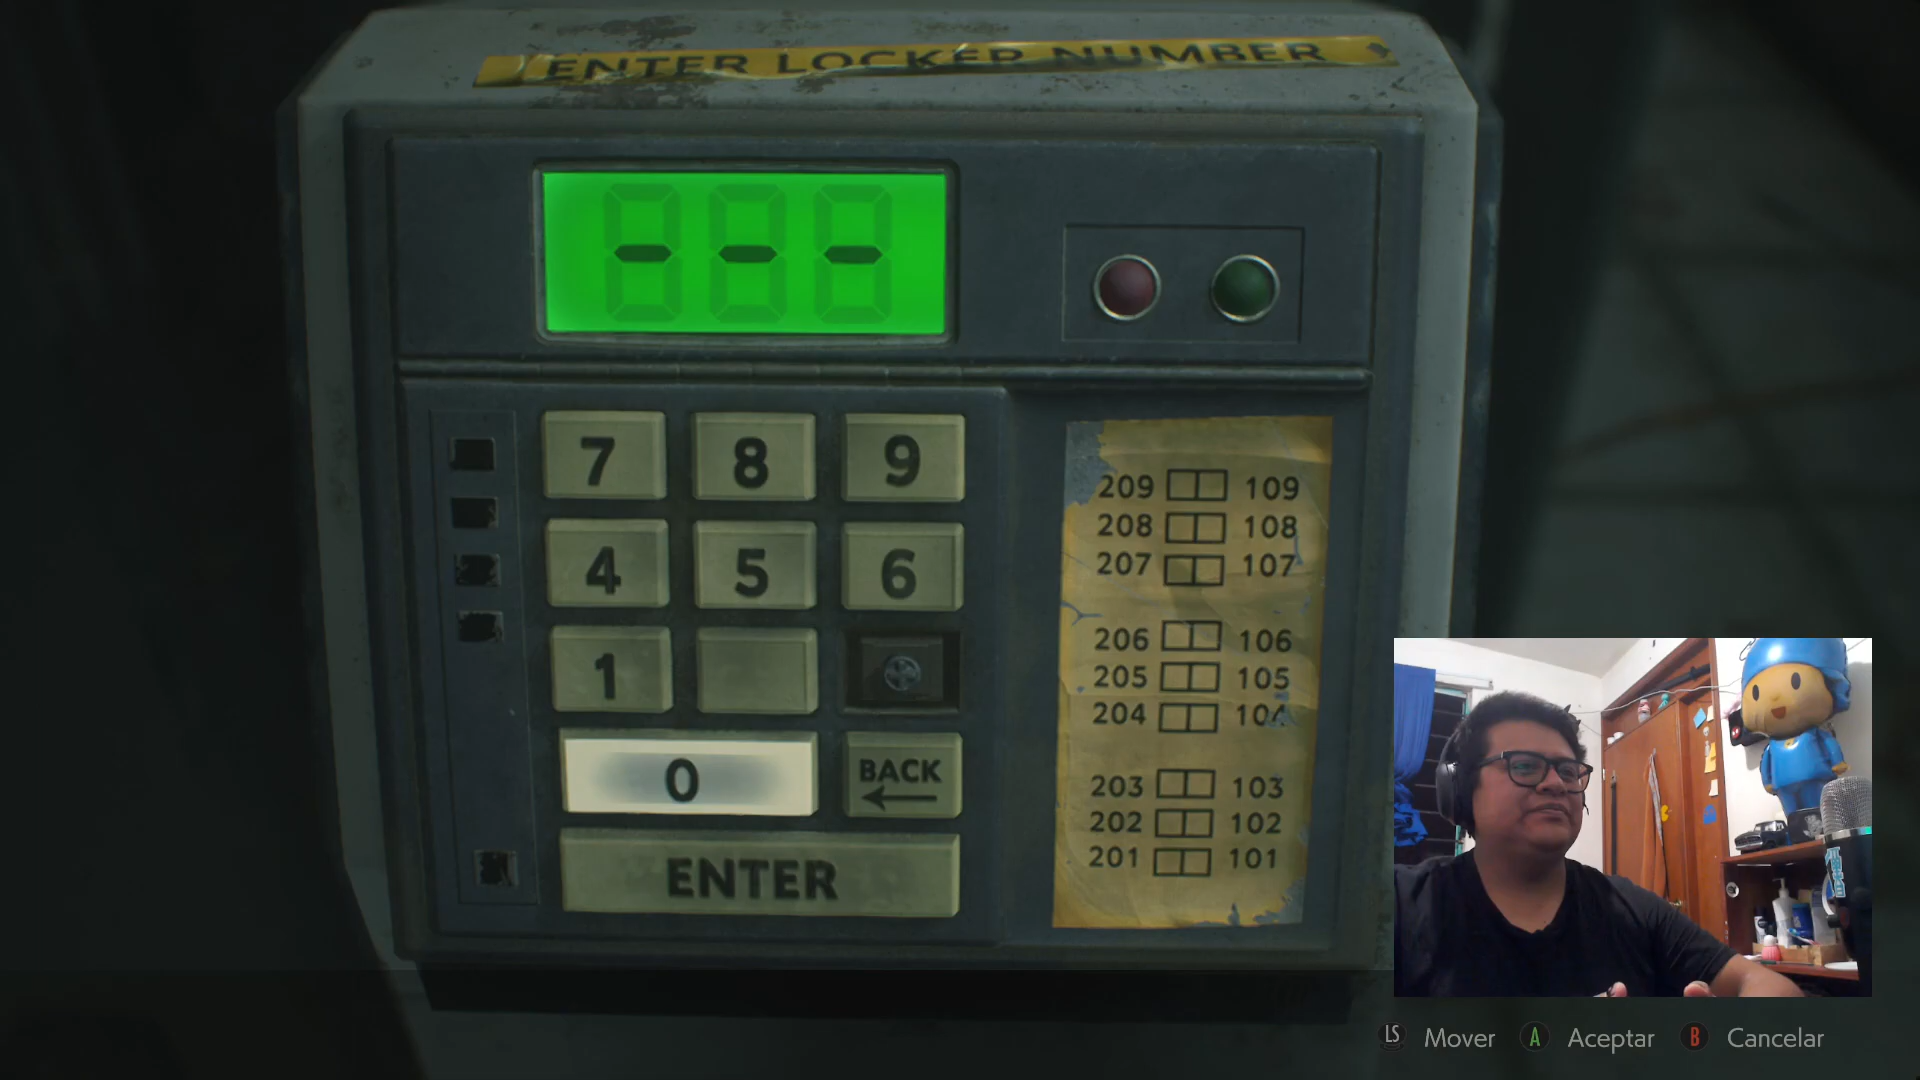 ENTER LOCKER NUMBER
7 8 9
4 5 6
1
0 BACK
ENTER
209 109
208 108
207 107
206 106
205 105
204 104
203 103
202 102
201 101
LS Mover A Aceptar B Cancelar